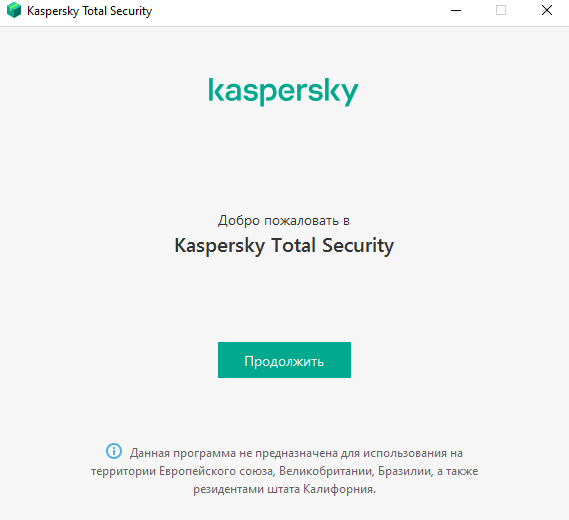 Kaspersky Total Security
kaspersky
Добро пожаловать в
Kaspersky Total Security
Продолжить
Данная программа не предназначена для использования на
территории Европейского союза, Великобритании, Бразилии, а также
резидентами штата Калифорния.